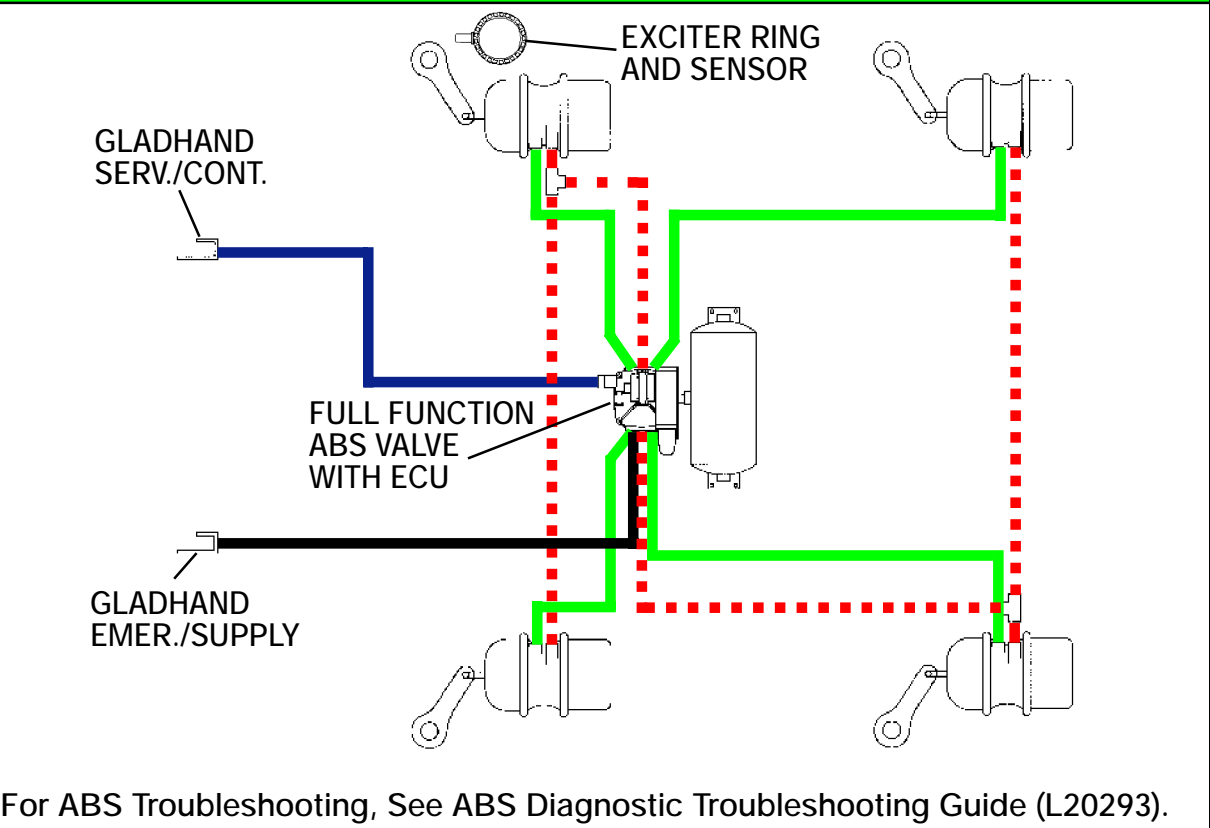 EXCITER RING
AND SENSOR
GLADHAND
SERV./CONT.
FULL FUNCTION
ABS VALVE
WITH ECU
GLADHAND
EMER./SUPPLY
For ABS Troubleshooting, See ABS Diagnostic Troubleshooting Guide (L20293).